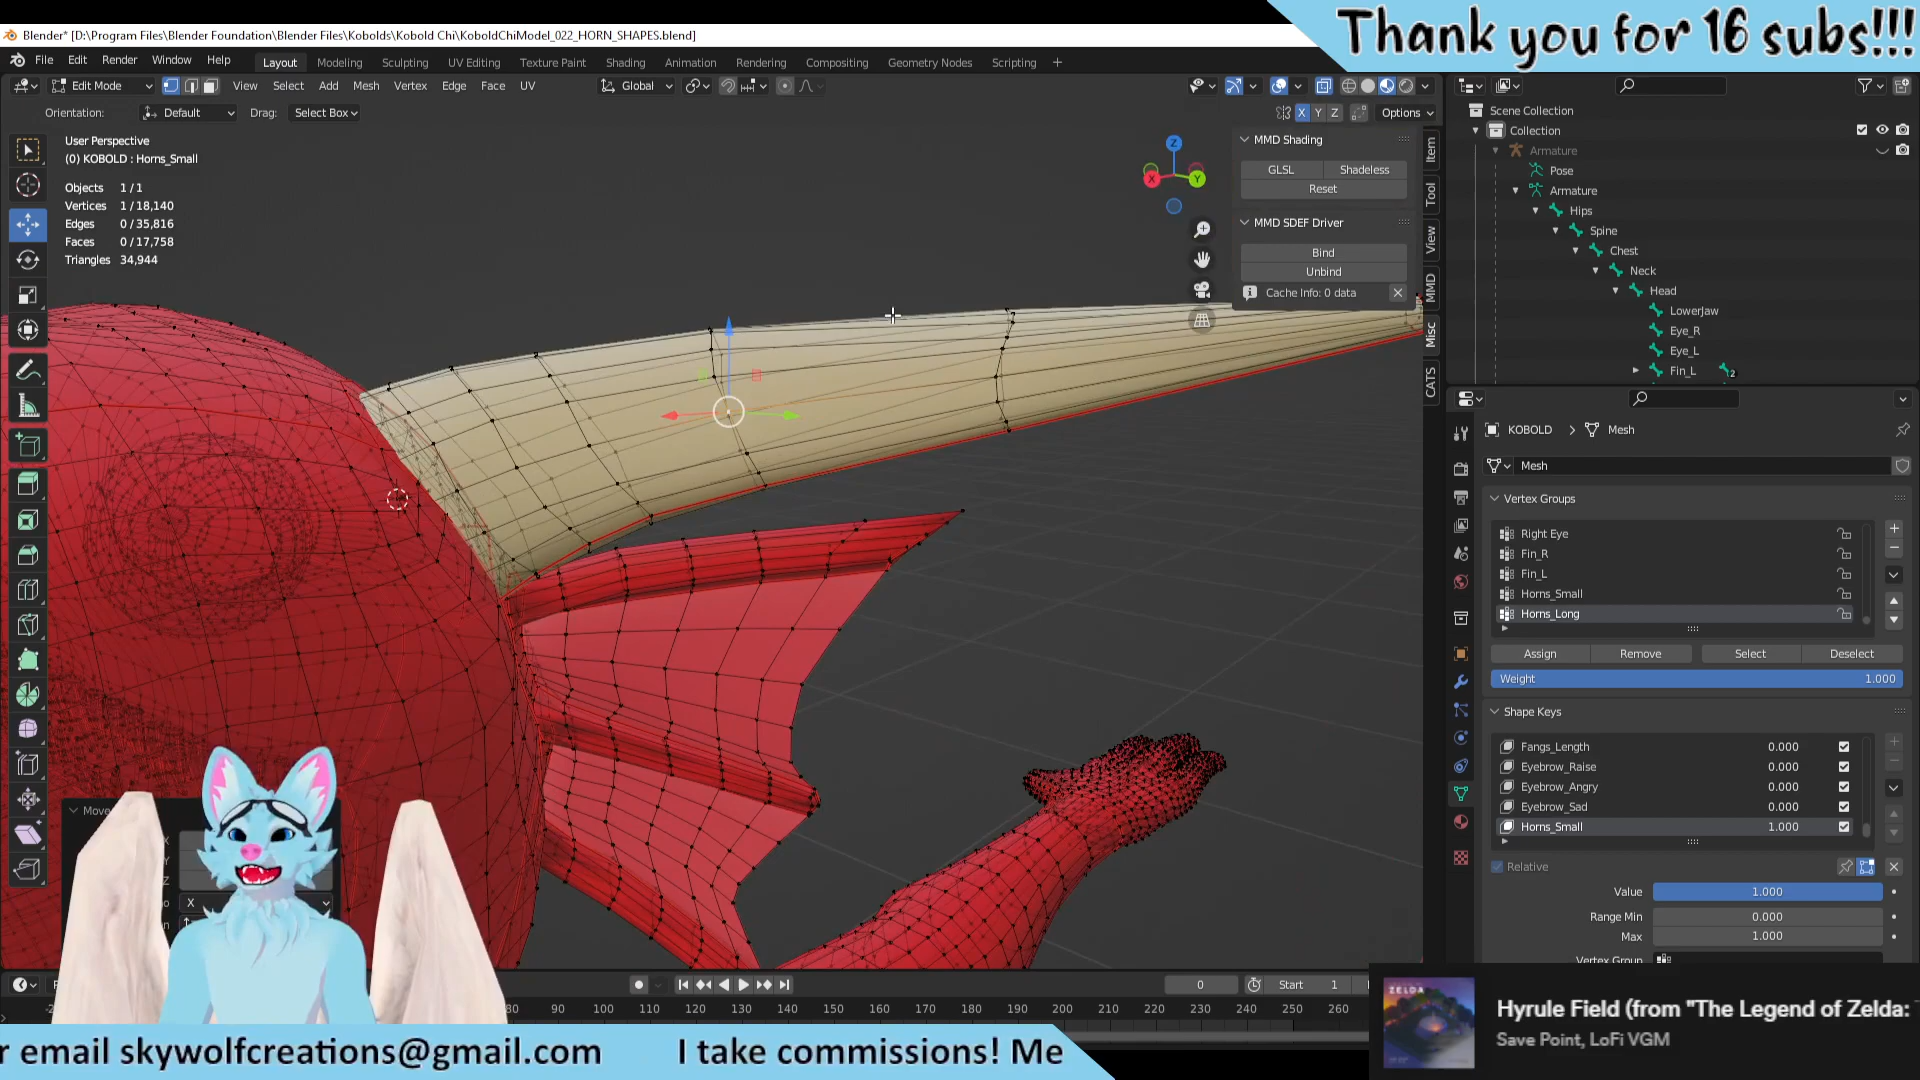 Thank you for 16 subs!!!
Blender* [D:\Program Files\Blender Foundation\Blender Files\Kobolds\Kobold Chi\KoboldChiModel_022_HORN_SHAPES.blend]
File Edit Render Window Help
Layout Modeling Sculpting UV Editing Texture Paint Shading Animation Rendering Compositing Geometry Nodes Scripting +
Edit Mode View Select Add Mesh Vertex Edge Face UV
Global
Orientation: Default Drag: Select Box
X Y Z Options
User Perspective
(0) KOBOLD : Horns_Small
Objects 1/1
Vertices 1/18,140
Edges 0/35,816
Faces 0/17,758
Triangles 34,944
Z
X
Y
MMD Shading
GLSL Shadeless
Reset
MMD SDEF Driver
Bind
Unbind
Cache Info: 0 data
Item
Tool
View
MMD
Misc
CATS
Scene Collection
Collection
Armature
Pose
Armature
Hips
Spine
Chest
Neck
Head
LowerJaw
Eye_R
Eye_L
Fin_L
2
KOBOLD > Mesh
Mesh
Vertex Groups
Right Eye
Fin_R
Fin_L
Horns_Small
Horns_Long
Assign Remove Select Deselect
Weight 1.000
Shape Keys
Fangs_Length 0.000
Eyebrow_Raise 0.000
Eyebrow_Angry 0.000
Eyebrow_Sad 0.000
Horns_Small 1.000
Relative
Value 1.000
Range Min 0.000
Max 1.000
Vertex Group
Move
X
0
Start 1
80 90 100 110 120 130 140 150 160 170 180 190 200 210 220 230 240 250
ZELDA
Hyrule Field (from "The Legend of Zelda:
Save Point, LoFi VGM
r email skywolfcreations@gmail.com I take commissions! Me